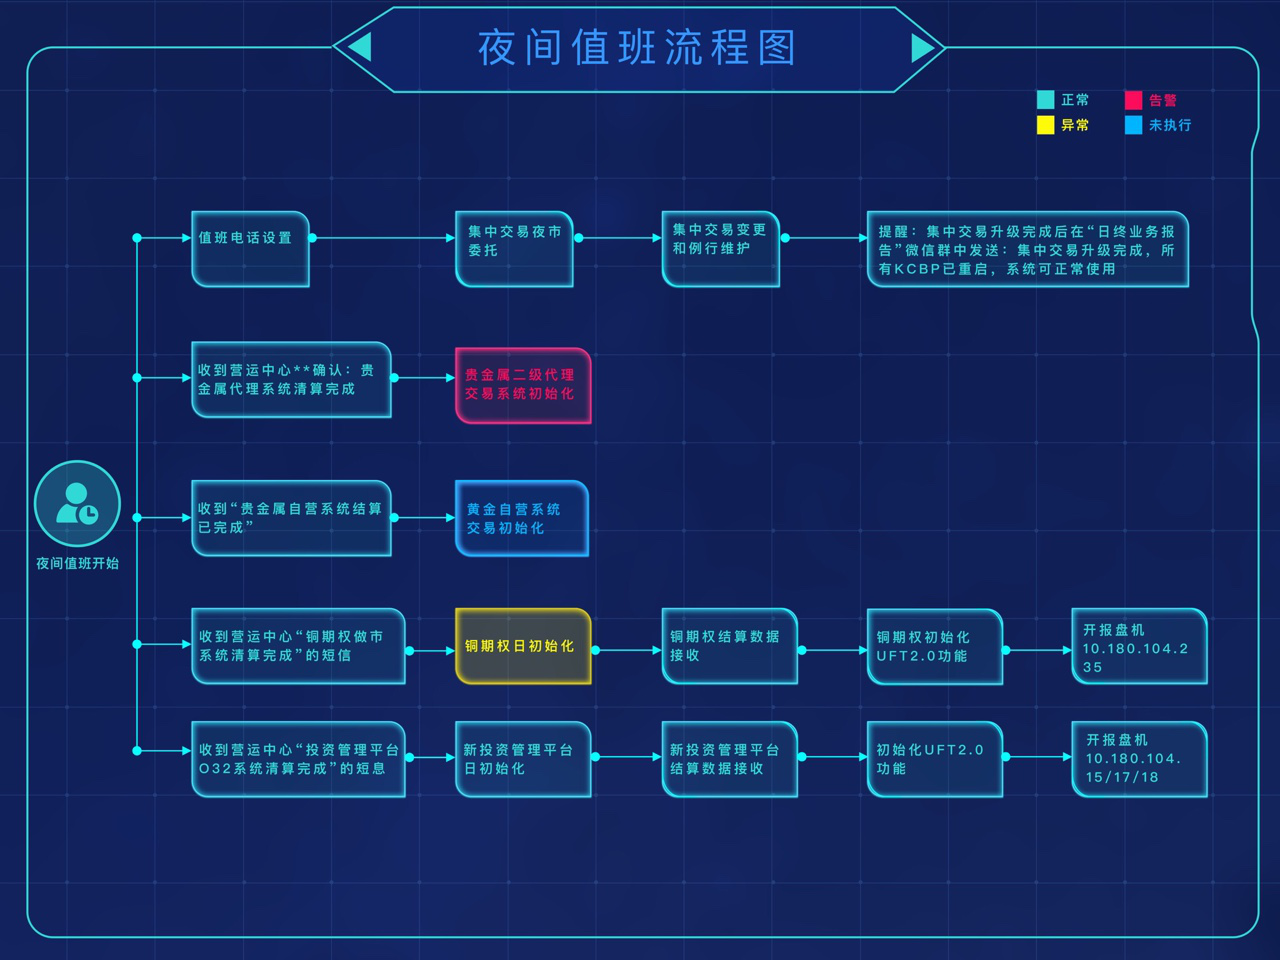 夜间值班流程图
正常
告警
异常
未执行
值班电话设置
集中交易夜市
委托
集中交易变更
和例行维护
提醒：集中交易升级完成后在“日终业务报
告”微信群中发送：集中交易升级完成，所
有KCBP已重启，系统可正常使用
收到营运中心**确认：贵
金属代理系统清算完成
贵金属二级代理
交易系统初始化
收到“贵金属自营系统结算
已完成”
黄金自营系统
交易初始化
夜间值班开始
收到营运中心“铜期权做市
系统清算完成”的短信
铜期权日初始化
铜期权结算数据
接收
铜期权初始化
UFT2.0功能
开报盘机
10.180.104.2
35
收到营运中心“投资管理平台
O32系统清算完成”的短息
新投资管理平台
日初始化
新投资管理平台
结算数据接收
初始化UFT2.0
功能
开报盘机
10.180.104.
15/17/18